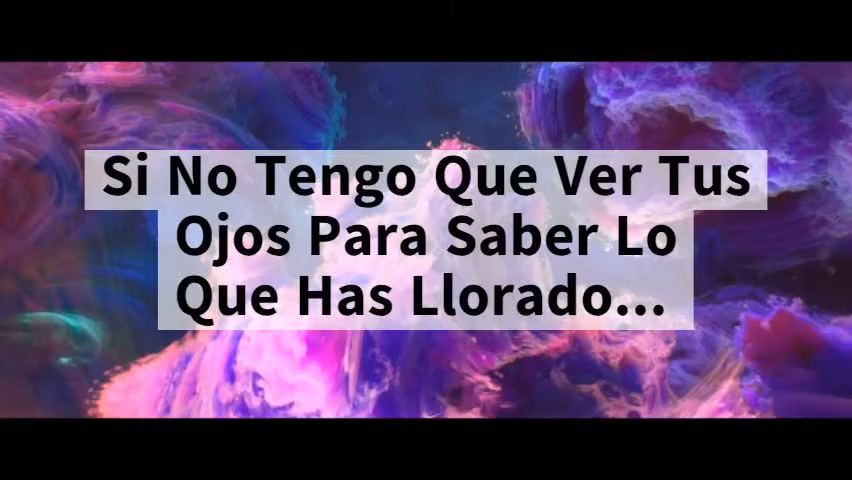 Si No Tengo Que Ver Tus
Ojos Para Saber Lo
Que Has Llorado...